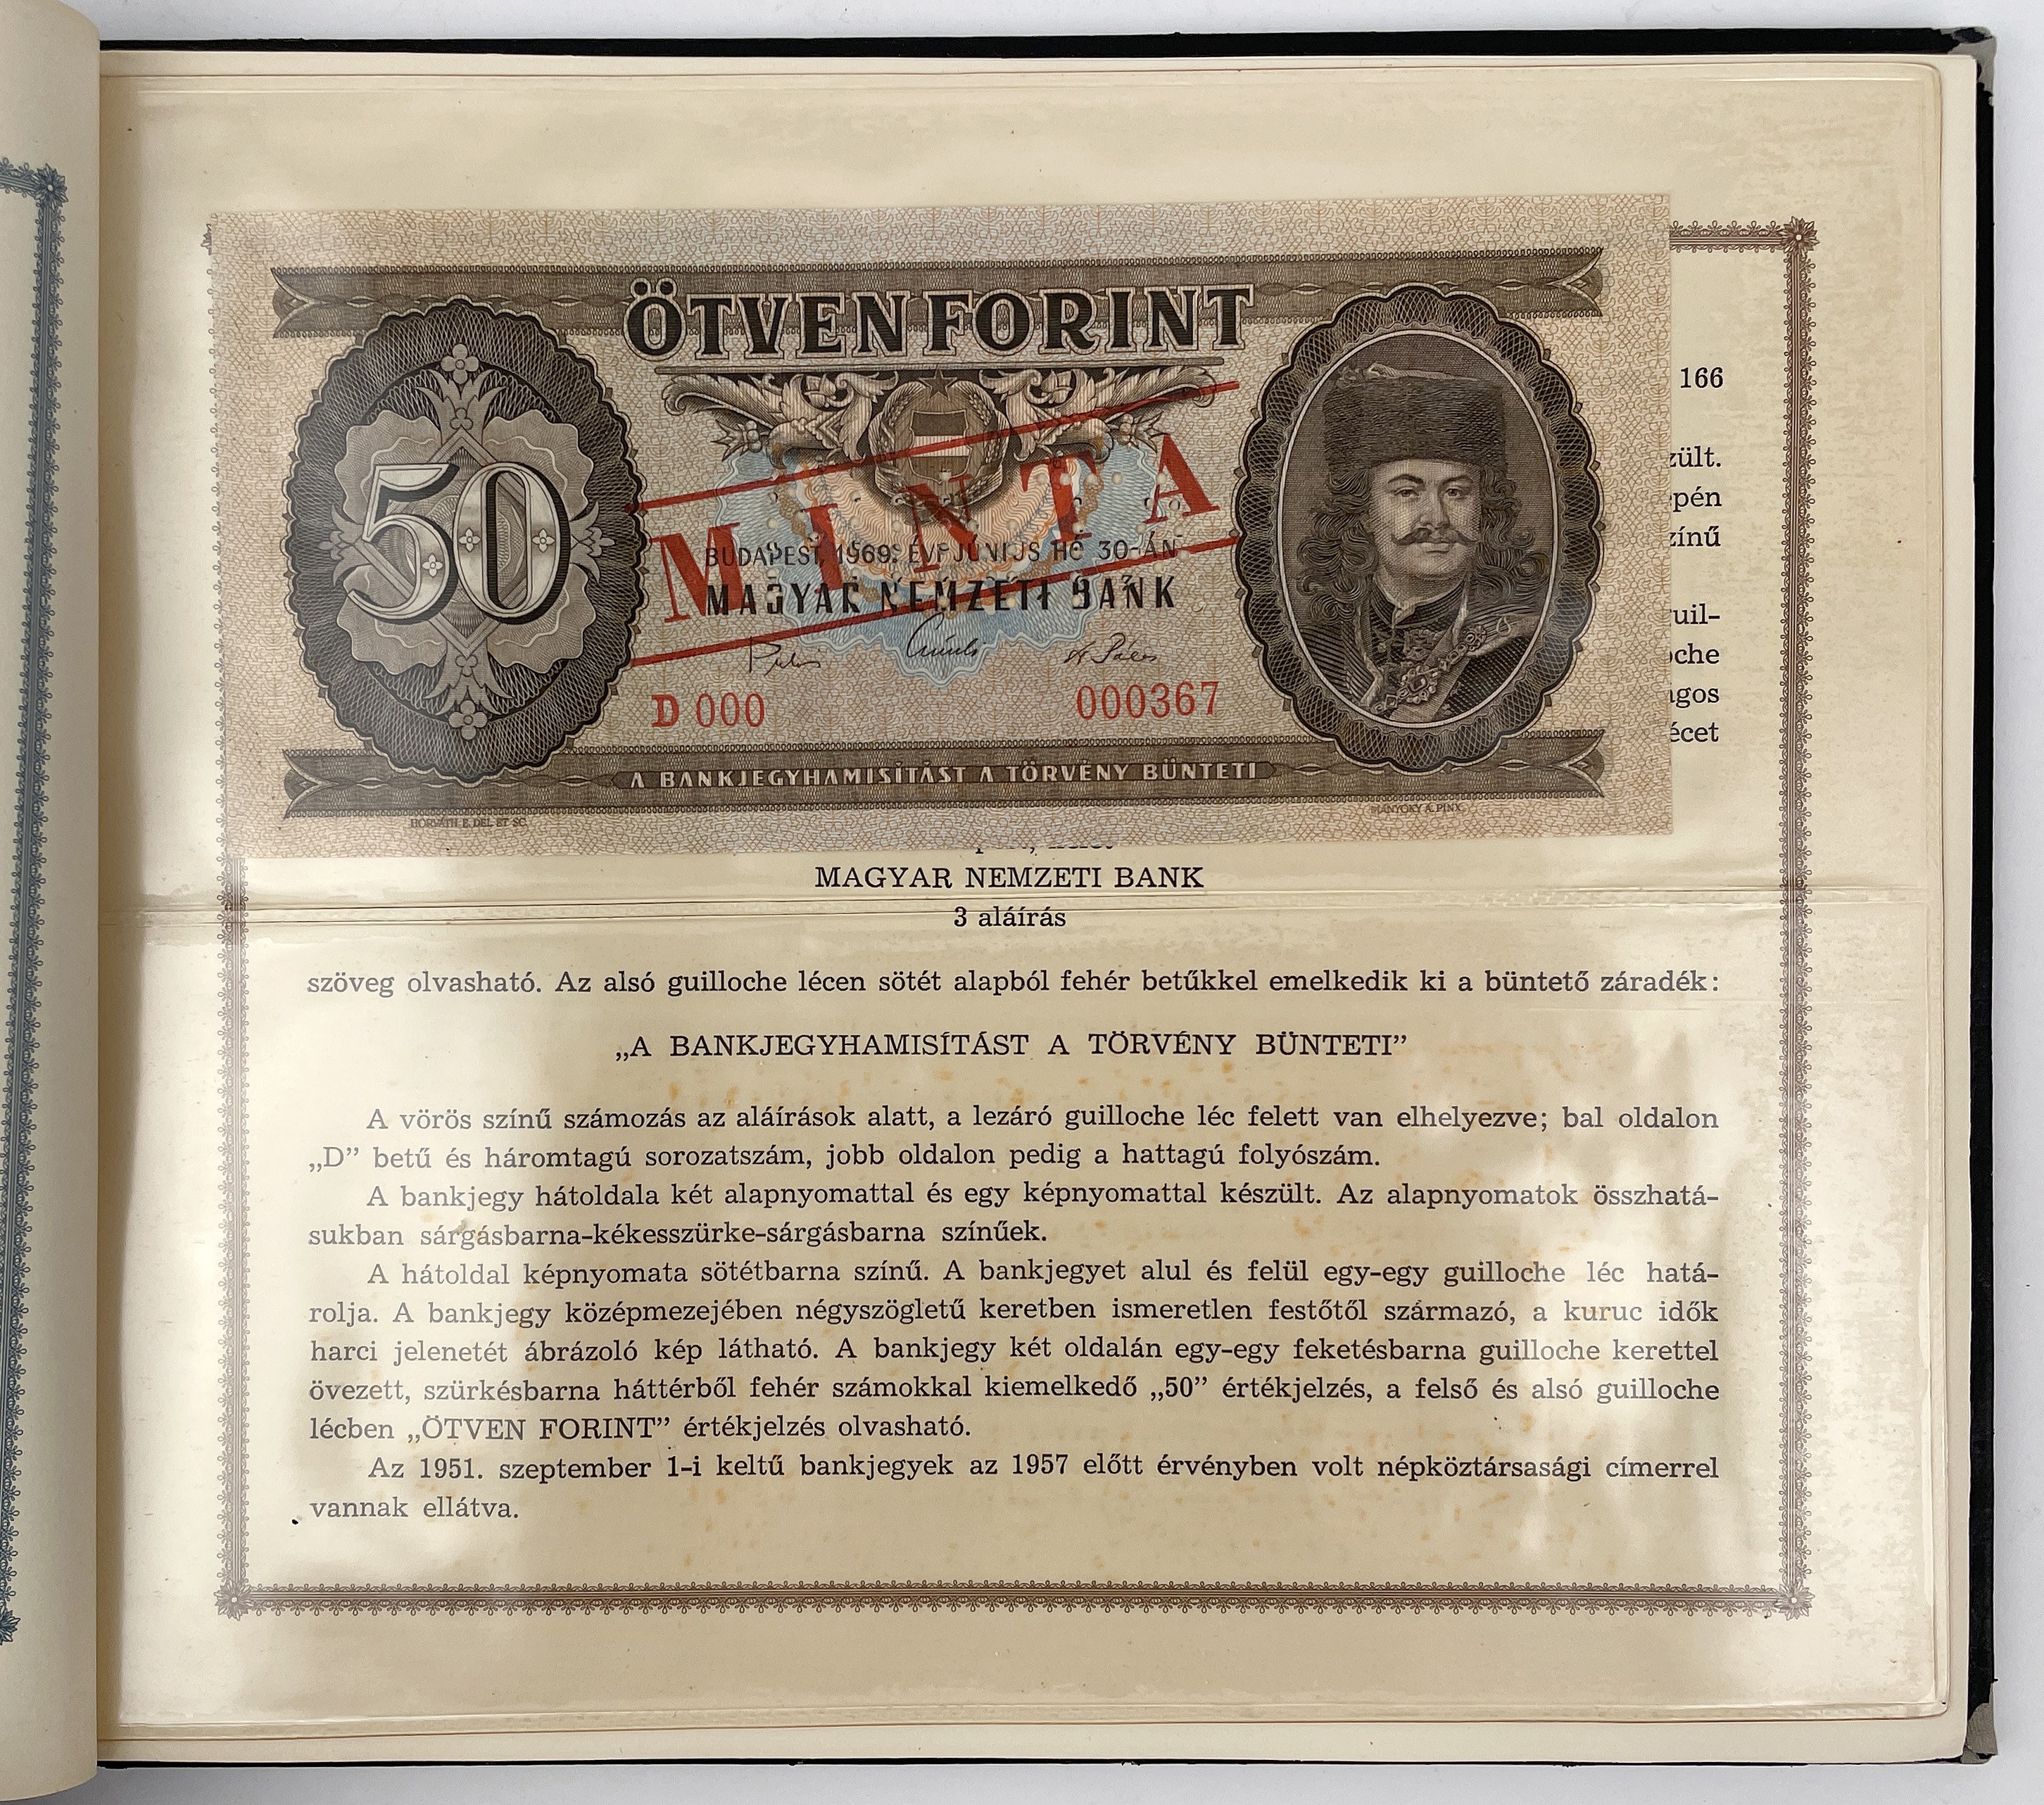 ÖTVEN FORINT
50
MINTA
BUDAPEST, 1969. ÉVI JÚNIUS HÓ 30-ÁN
MAGYAR NEMZETI BANK
D 000
000367
A BANKJEGYHAMISÍTÁST A TÖRVÉNY BÜNTETI
HORVÁTH E. DEL. ET SC.
MÁNYOKY Á. PINX.
166
MAGYAR NEMZETI BANK
3 aláírás
szöveg olvasható. Az alsó guilloche lécen sötét alapból fehér betűkkel emelkedik ki a büntető záradék:
„A BANKJEGYHAMISÍTÁST A TÖRVÉNY BÜNTETI”
A vörös színű számozás az aláírások alatt, a lezáró guilloche léc felett van elhelyezve; bal oldalon
„D” betű és háromtagú sorozatszám, jobb oldalon pedig a hattagú folyószám.
A bankjegy hátoldala két alapnyomattal és egy képnyomattal készült. Az alapnyomatok összhatá-
sukban sárgásbarna-kékesszürke-sárgásbarna színűek.
A hátoldal képnyomata sötétbarna színű. A bankjegyet alul és felül egy-egy guilloche léc hatá-
rolja. A bankjegy középmezejében négyszögletű keretben ismeretlen festőtől származó, a kuruc idők
harci jelenetét ábrázoló kép látható. A bankjegy két oldalán egy-egy feketésbarna guilloche kerettel
övezett, szürkésbarna háttérből fehér számokkal kiemelkedő „50” értékjelzés, a felső és alsó guilloche
lécben „ÖTVEN FORINT” értékjelzés olvasható.
Az 1951. szeptember 1-i keltű bankjegyek az 1957 előtt érvényben volt népköztársasági címerrel
vannak ellátva.